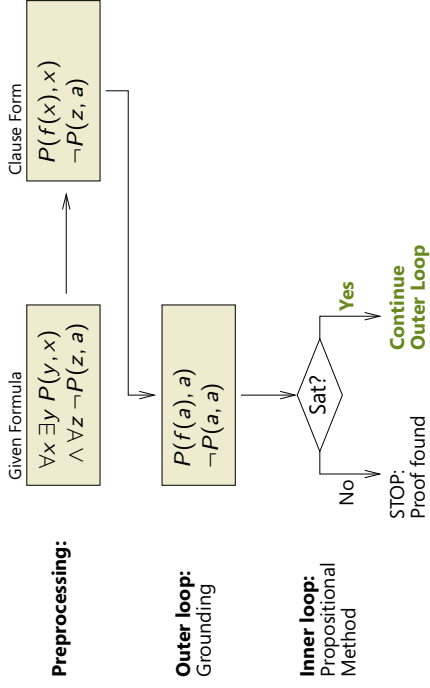 Preprocessing:
Given Formula
∀x ∃y P(y, x)
∧ ∀z ¬P(z, a)
Clause Form
P(f(x), x)
¬P(z, a)
Outer loop:
Grounding
P(f(a), a)
¬P(a, a)
Inner loop:
Propositional
Method
Sat?
No
Yes
STOP:
Proof found
Continue
Outer Loop